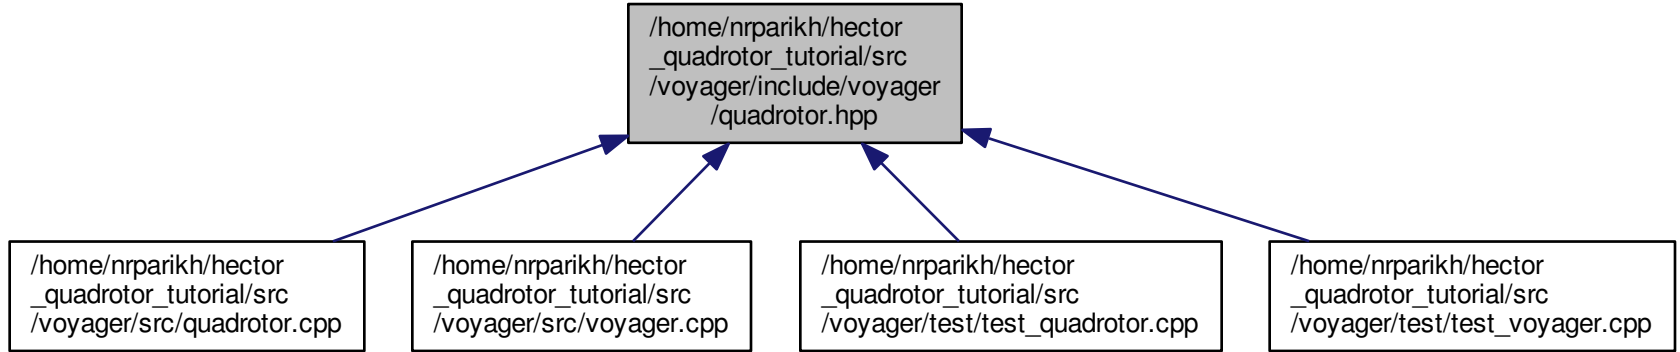 /home/nrparikh/hector
_quadrotor_tutorial/src
/voyager/include/voyager
/quadrotor.hpp
/home/nrparikh/hector
_quadrotor_tutorial/src
/voyager/src/quadrotor.cpp
/home/nrparikh/hector
_quadrotor_tutorial/src
/voyager/src/voyager.cpp
/home/nrparikh/hector
_quadrotor_tutorial/src
/voyager/test/test_quadrotor.cpp
/home/nrparikh/hector
_quadrotor_tutorial/src
/voyager/test/test_voyager.cpp